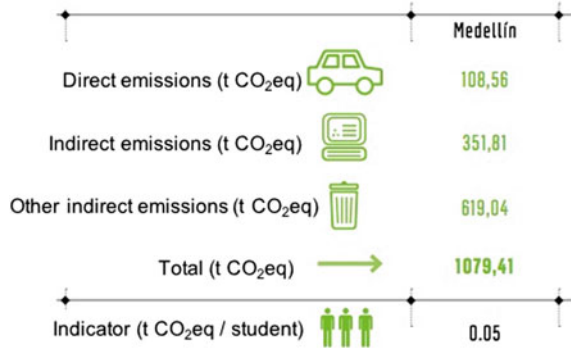 Medellín
Direct emissions (t CO₂eq) 108,56
Indirect emissions (t CO₂eq) 351,81
Other indirect emissions (t CO₂eq) 619,04
Total (t CO₂eq) 1079,41
Indicator (t CO₂eq / student) 0.05